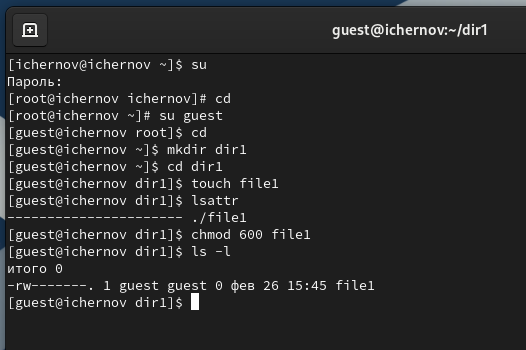 guest@ichernov:~/dir1
[ichernov@ichernov ~]$ su
Пароль:
[root@ichernov ichernov]# cd
[root@ichernov ~]# su guest
[guest@ichernov root]$ cd
[guest@ichernov ~]$ mkdir dir1
[guest@ichernov ~]$ cd dir1
[guest@ichernov dir1]$ touch file1
[guest@ichernov dir1]$ lsattr
---------------------- ./file1
[guest@ichernov dir1]$ chmod 600 file1
[guest@ichernov dir1]$ ls -l
итого 0
-rw-------. 1 guest guest 0 фев 26 15:45 file1
[guest@ichernov dir1]$